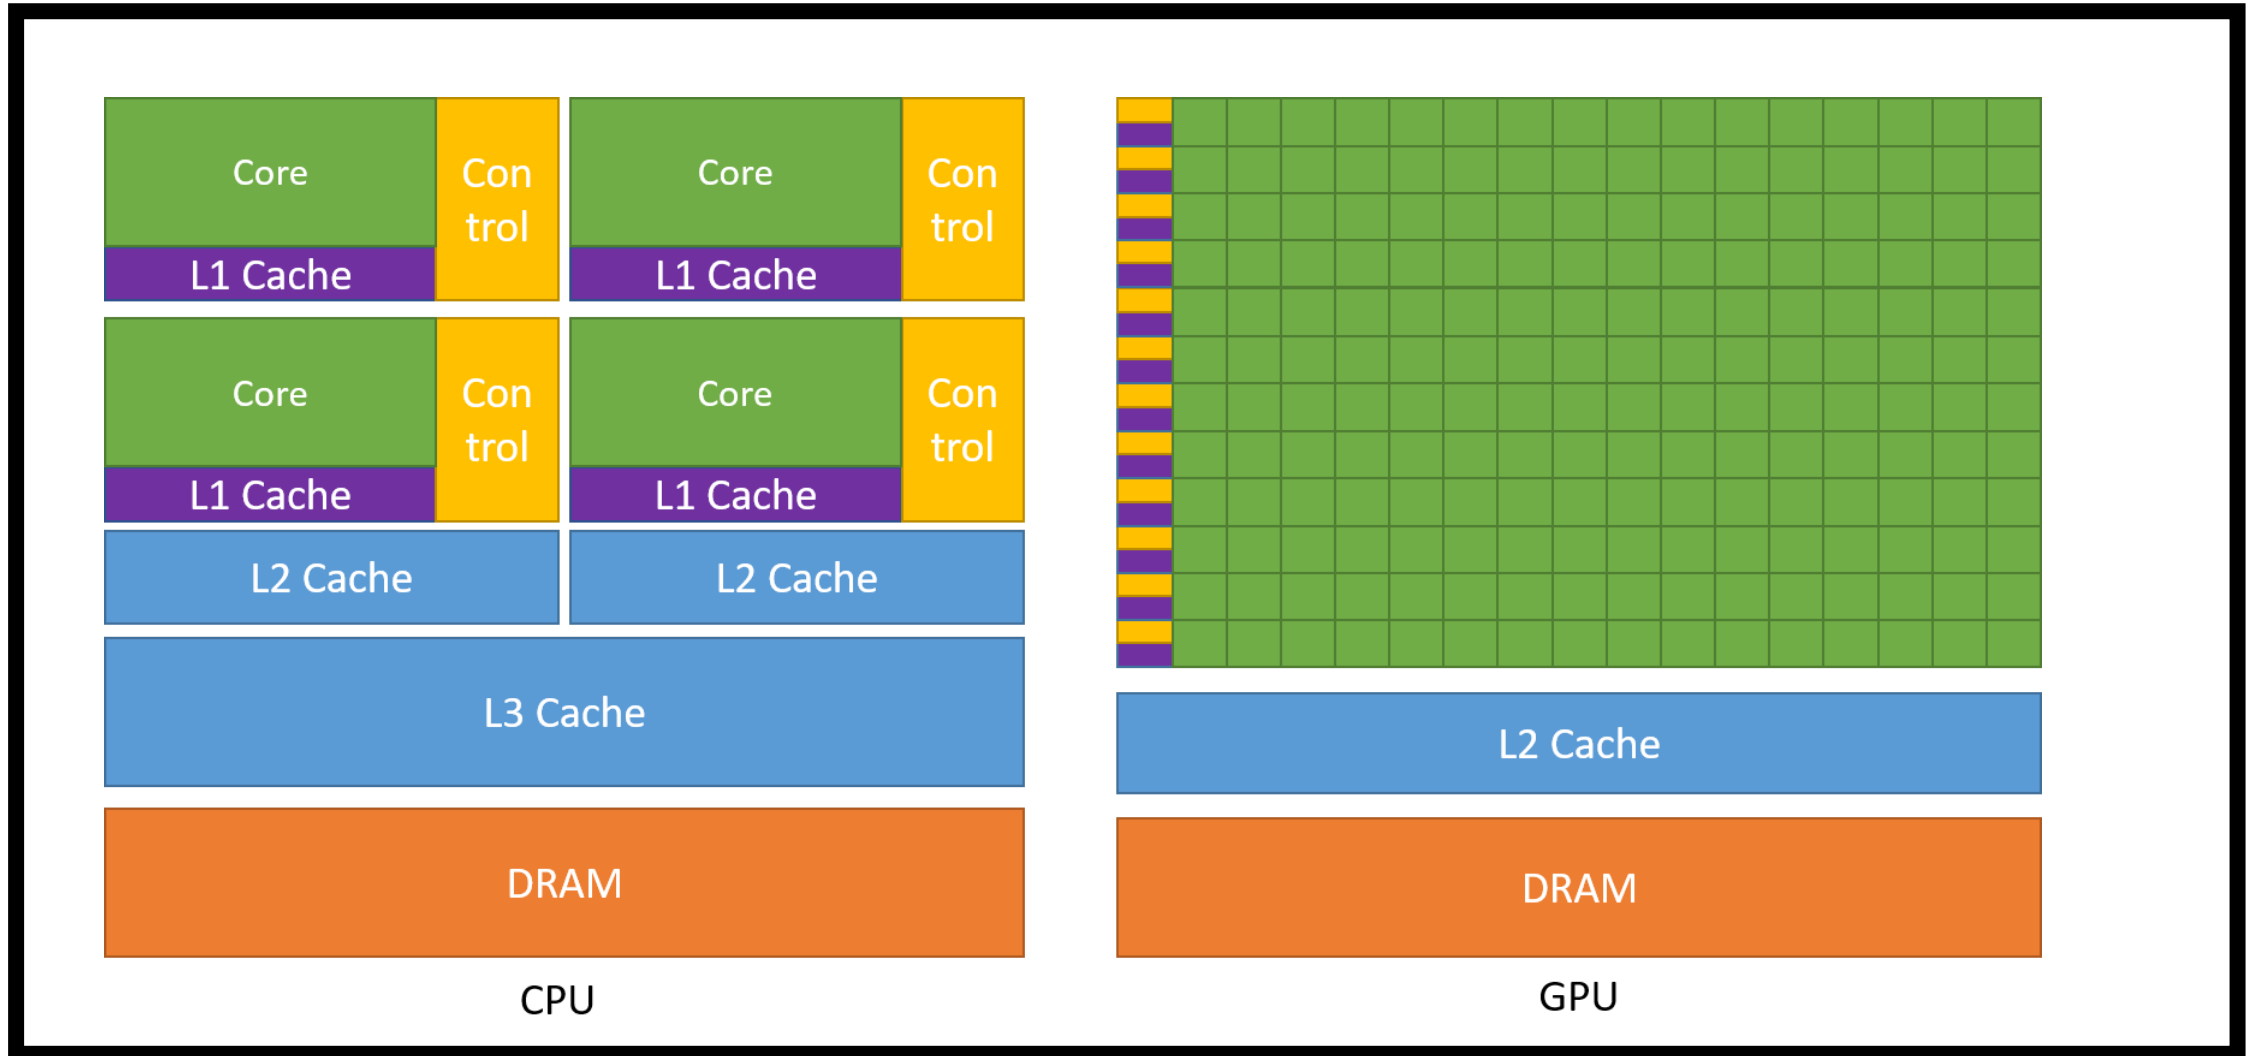 Core
Con
trol
L1 Cache
Core
Con
trol
L1 Cache
Core
Con
trol
L1 Cache
Core
Con
trol
L1 Cache
L2 Cache
L2 Cache
L3 Cache
DRAM
CPU
L2 Cache
DRAM
GPU